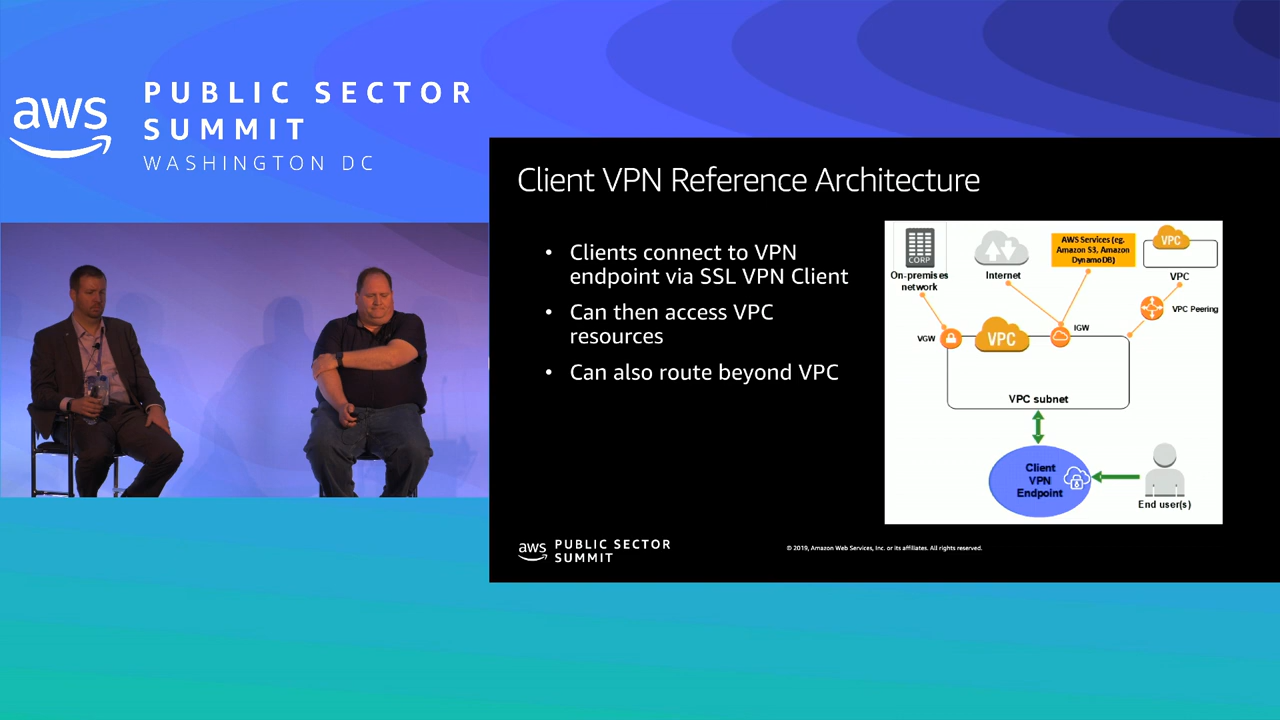 aws
PUBLIC SECTOR
SUMMIT
WASHINGTON DC
Client VPN Reference Architecture
• Clients connect to VPN
endpoint via SSL VPN Client
• Can then access VPC
resources
• Can also route beyond VPC
CORP
On-premises
network
Internet
AWS Services (eg.
Amazon S3, Amazon
DynamoDB)
VPC
VPC
VPC Peering
VGW
VPC
IGW
VPC subnet
Client
VPN
Endpoint
End user(s)
aws
PUBLIC SECTOR
SUMMIT
© 2019, Amazon Web Services, Inc. or its affiliates. All rights reserved.